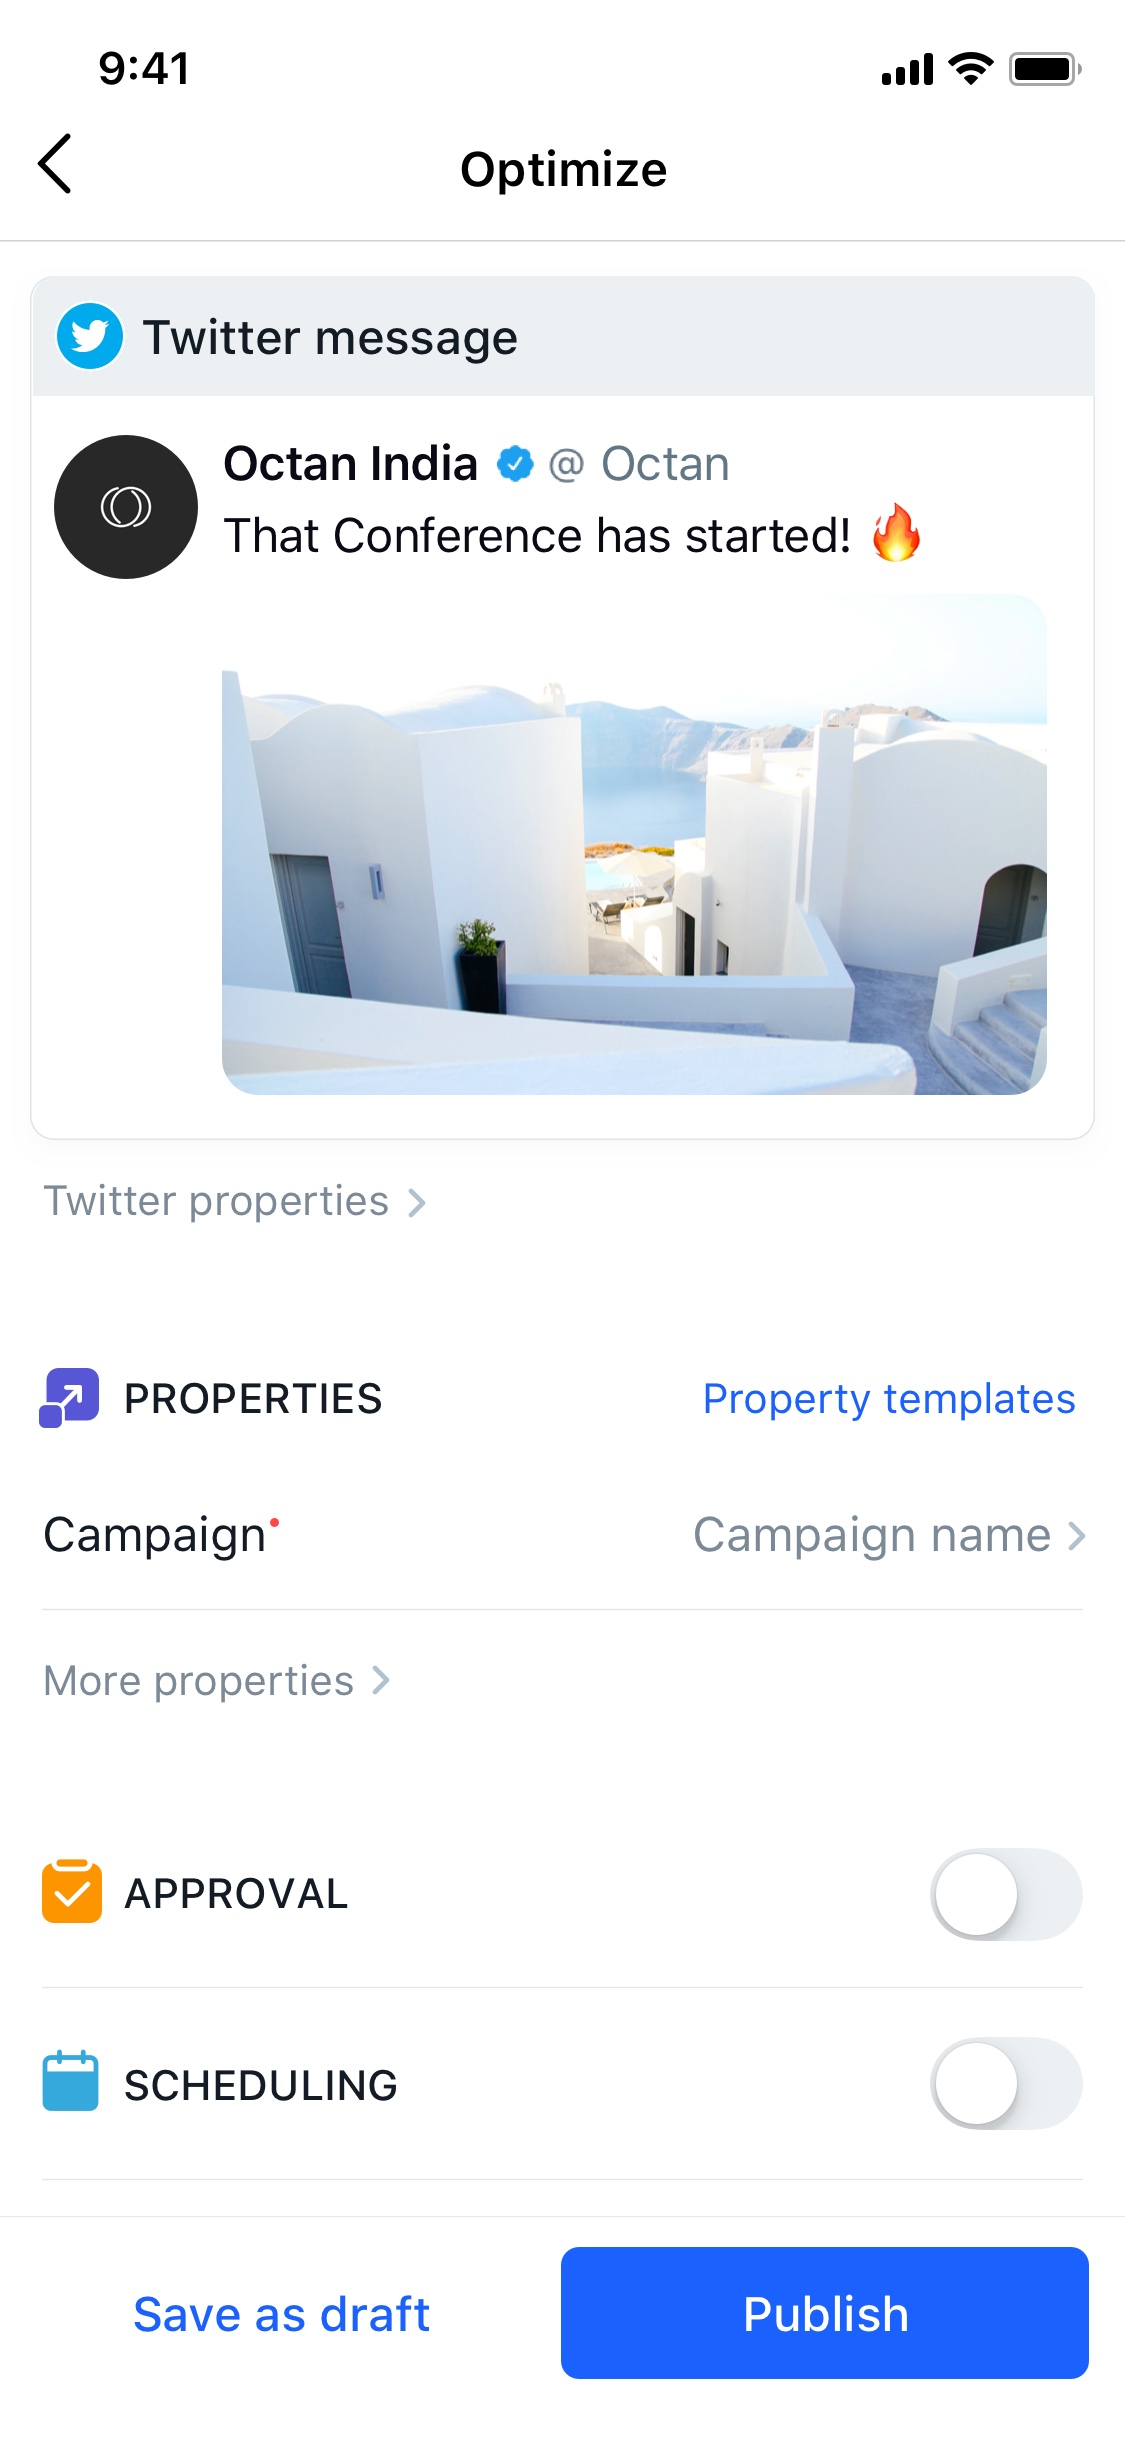 9:41
Optimize
Twitter message
Octan India @ Octan
That Conference has started! 🔥
Twitter properties
PROPERTIES Property templates
Campaign Campaign name
More properties
APPROVAL
SCHEDULING
Save as draft Publish